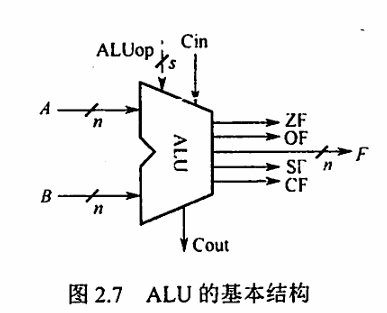 ALUop
s
Cin
A
n
B
n
ALU
ZF
OF
n
F
SF
CF
Cout
图 2.7 ALU 的基本结构